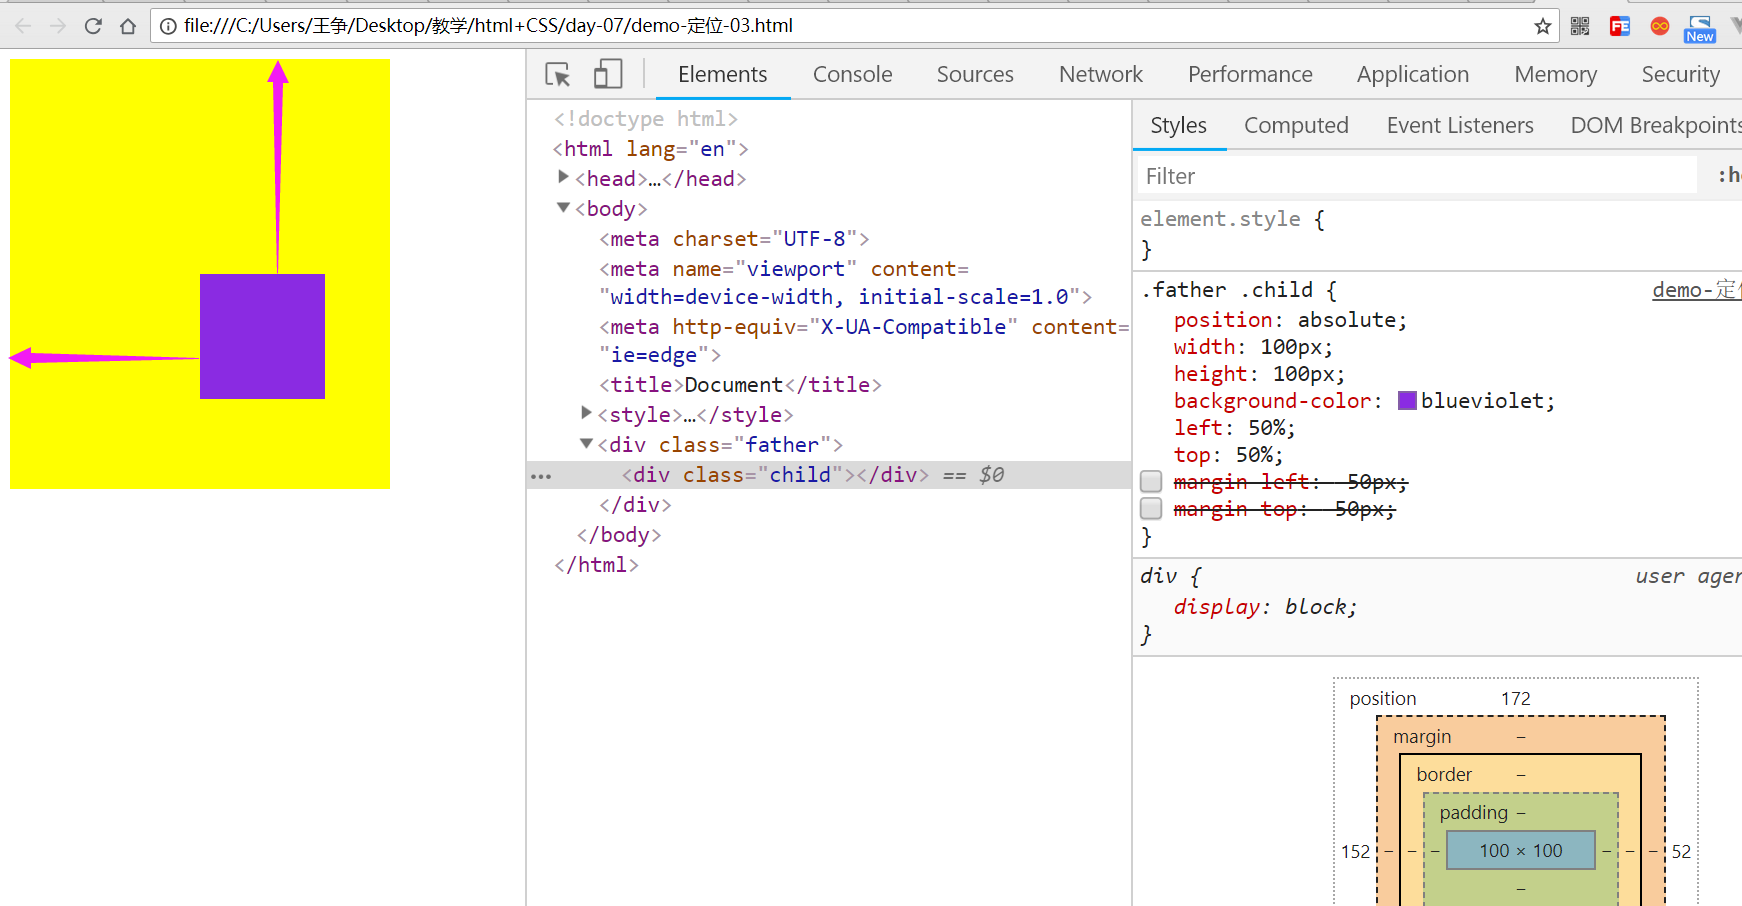 file:///C:/Users/王争/Desktop/教学/html+CSS/day-07/demo-定位-03.html
FE
New
Elements Console Sources Network Performance Application Memory Security
<!doctype html>
<html lang="en">
<head>…</head>
<body>
<meta charset="UTF-8">
<meta name="viewport" content=
"width=device-width, initial-scale=1.0">
<meta http-equiv="X-UA-Compatible" content=
"ie=edge">
<title>Document</title>
<style>…</style>
<div class="father">
<div class="child"></div> == $0
</div>
</body>
</html>
Styles Computed Event Listeners DOM Breakpoints
Filter :ho
element.style {
}
.father .child { demo-定位
position: absolute;
width: 100px;
height: 100px;
background-color: blueviolet;
left: 50%;
top: 50%;
margin-left: -50px;
margin-top: -50px;
}
div { user agen
display: block;
}
position 172
margin –
border –
padding –
152 – – – 100 × 100 – – – 52
–